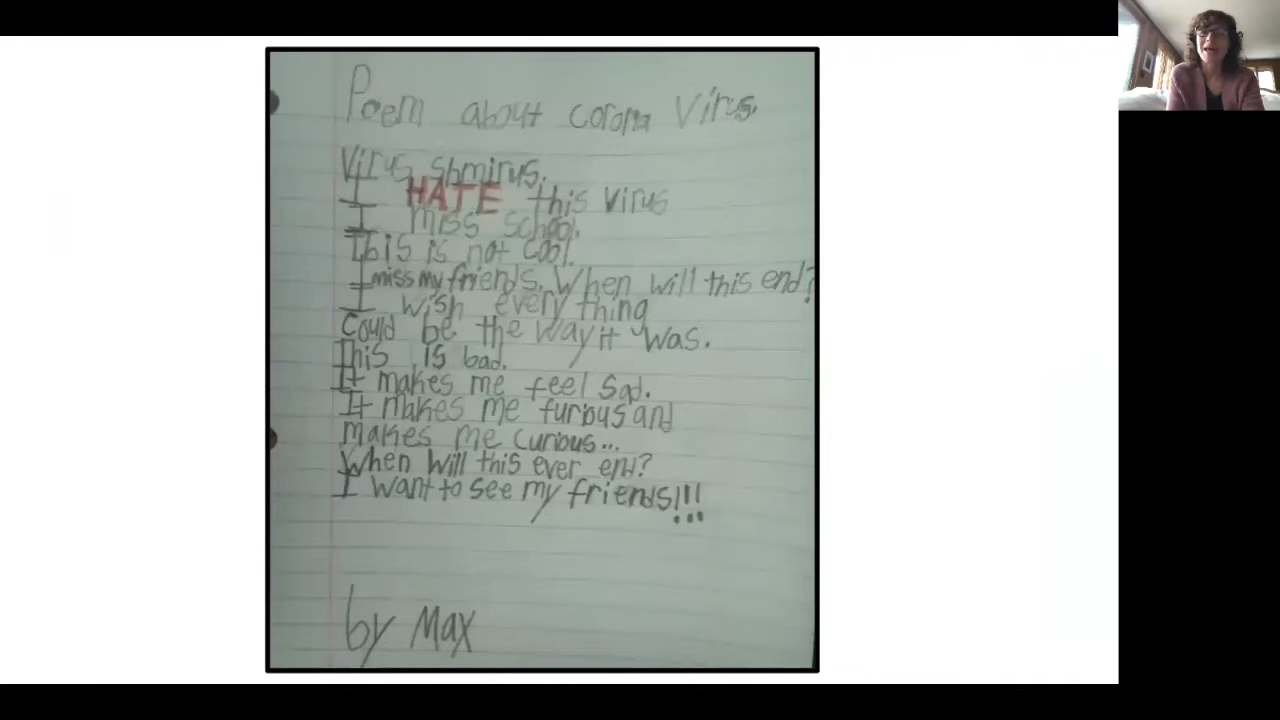 Poem about corona Virus.
Virus shmirus.
I HATE this virus
I miss school.
This is not cool.
I miss my friends. When will this end?
I wish every thing
Could be the way it was.
This is bad.
It makes me feel sad.
It makes me furious and
makes me curious...
When will this ever end?
I want to see my friends!!!
by Max